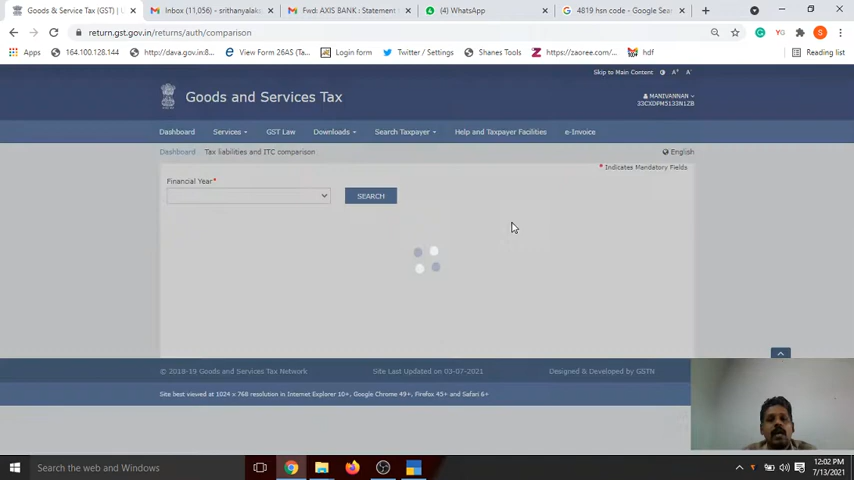 Goods & Service Tax (GST) | U
Inbox (11,056) - srithanyalaks
Fwd: AXIS BANK : Statement f
(4) WhatsApp
4819 hsn code - Google Sear
return.gst.gov.in/returns/auth/comparison
Apps
164.100.128.144
http://dava.gov.in:8...
View Form 26AS (Ta...
Login form
Twitter / Settings
Shanes Tools
https://zaoree.com/...
hdf
Reading list
Skip to Main Content
A+
A-
Goods and Services Tax
MANIVANNAN
33CXDPM5133N1ZB
Dashboard
Services
GST Law
Downloads
Search Taxpayer
Help and Taxpayer Facilities
e-Invoice
Dashboard
Tax liabilities and ITC comparison
English
* Indicates Mandatory Fields
Financial Year*
SEARCH
© 2018-19 Goods and Services Tax Network
Site Last Updated on 03-07-2021
Designed & Developed by GSTN
Site best viewed at 1024 x 768 resolution in Internet Explorer 10+, Google Chrome 49+, Firefox 45+ and Safari 6+
Search the web and Windows
12:02 PM
7/13/2021